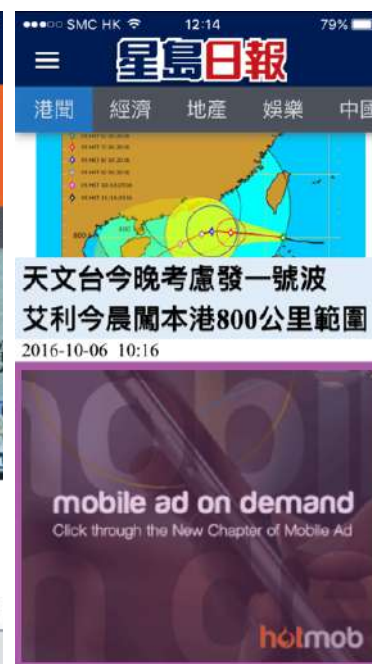 SMC HK 12:14 79%
星島日報
港聞 經濟 地產 娛樂 中國
800
天文台今晚考慮發一號波
艾利今晨闖本港800公里範圍
2016-10-06 10:16
mobile ad on demand
Click through the New Chapter of Mobile Ad
hotmob